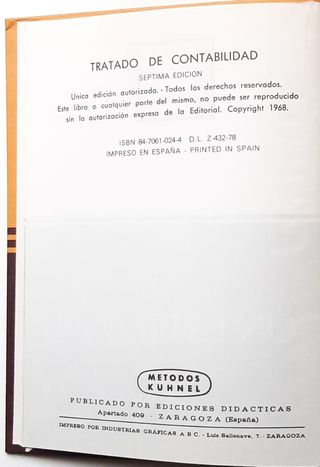 TRATADO DE CONTABILIDAD
SEPTIMA EDICION
Unica edición autorizada. - Todos los derechos reservados.
Este libro o cualquier parte del mismo, no puede ser reproducido
sin la autorización expresa de la Editorial. Copyright 1968.
ISBN 84-7061-024-4 D.L. Z-432-78
IMPRESO EN ESPAÑA - PRINTED IN SPAIN
METODOS
KUHNEL
PUBLICADO POR EDICIONES DIDACTICAS
Apartado 409 - ZARAGOZA (España)
IMPRESO POR INDUSTRIAS GRÁFICAS A B C. - Luis Sallenave, 7. - ZARAGOZA